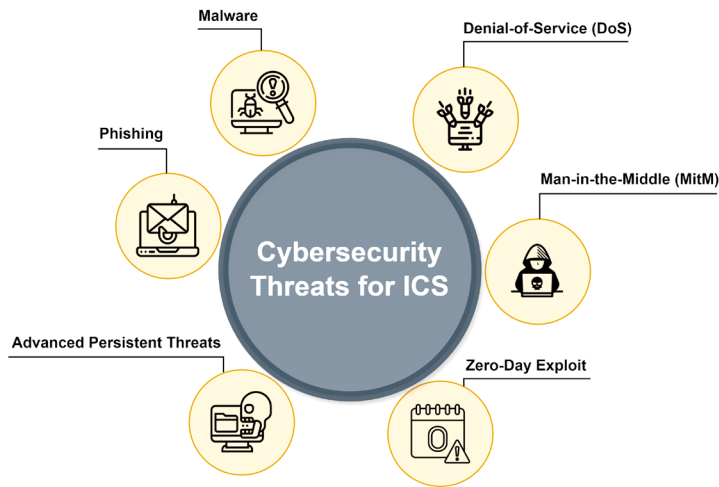 Malware
Denial-of-Service (DoS)
Phishing
Man-in-the-Middle (MitM)
Cybersecurity
Threats for ICS
Advanced Persistent Threats
Zero-Day Exploit
0